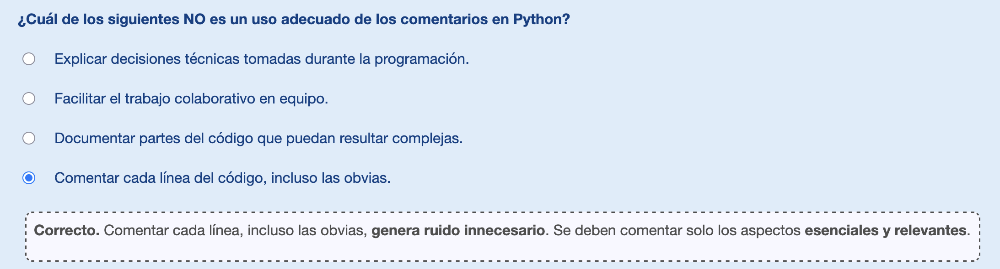 ¿Cuál de los siguientes NO es un uso adecuado de los comentarios en Python?
Explicar decisiones técnicas tomadas durante la programación.
Facilitar el trabajo colaborativo en equipo.
Documentar partes del código que puedan resultar complejas.
Comentar cada línea del código, incluso las obvias.
Correcto. Comentar cada línea, incluso las obvias, genera ruido innecesario. Se deben comentar solo los aspectos esenciales y relevantes.